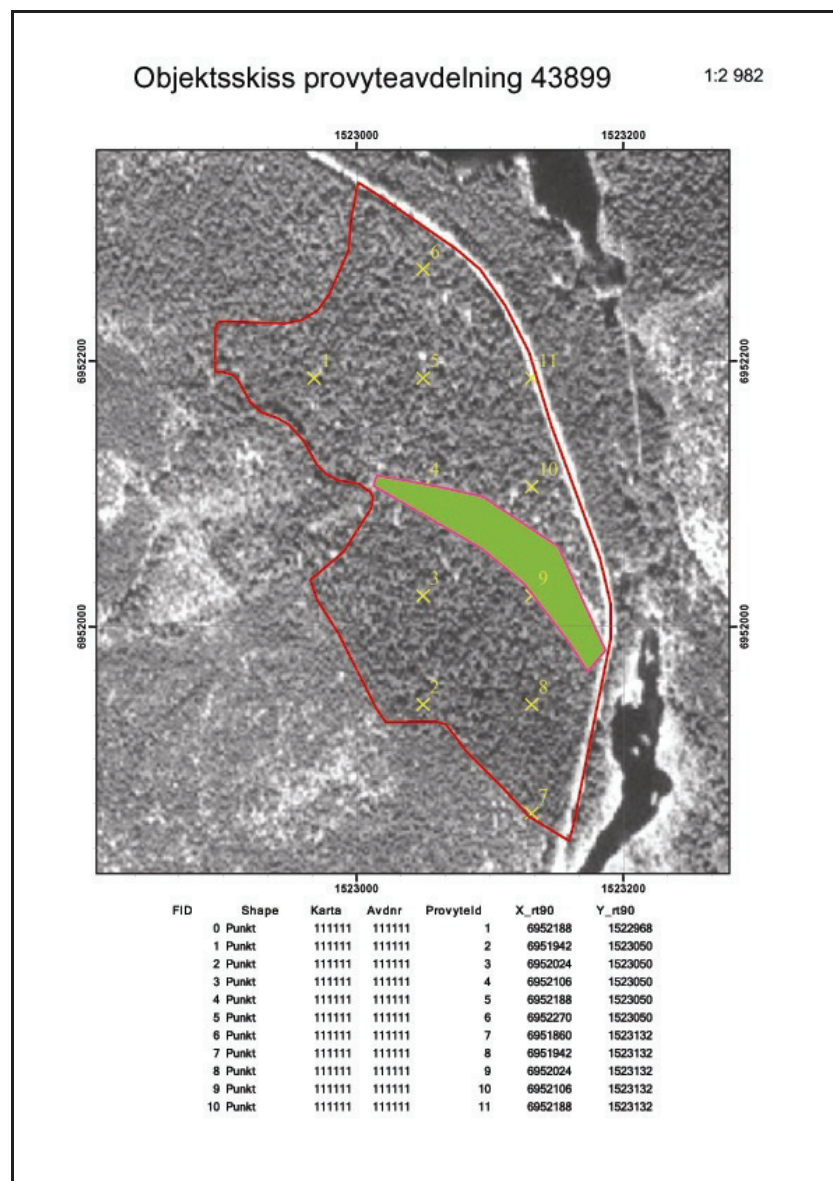 Objektsskiss provyteavdelning 43899 1:2 982
1523000 1523200
6
6952200 1 5 11 6952200
4 10
3 9
6952000 6952000
2 8
7
1523000 1523200
FID Shape Karta Avdnr ProvyteId X_rt90 Y_rt90
0 Punkt 111111 111111 1 6952188 1522968
1 Punkt 111111 111111 2 6951942 1523050
2 Punkt 111111 111111 3 6952024 1523050
3 Punkt 111111 111111 4 6952106 1523050
4 Punkt 111111 111111 5 6952188 1523050
5 Punkt 111111 111111 6 6952270 1523050
6 Punkt 111111 111111 7 6951860 1523132
7 Punkt 111111 111111 8 6951942 1523132
8 Punkt 111111 111111 9 6952024 1523132
9 Punkt 111111 111111 10 6952106 1523132
10 Punkt 111111 111111 11 6952188 1523132